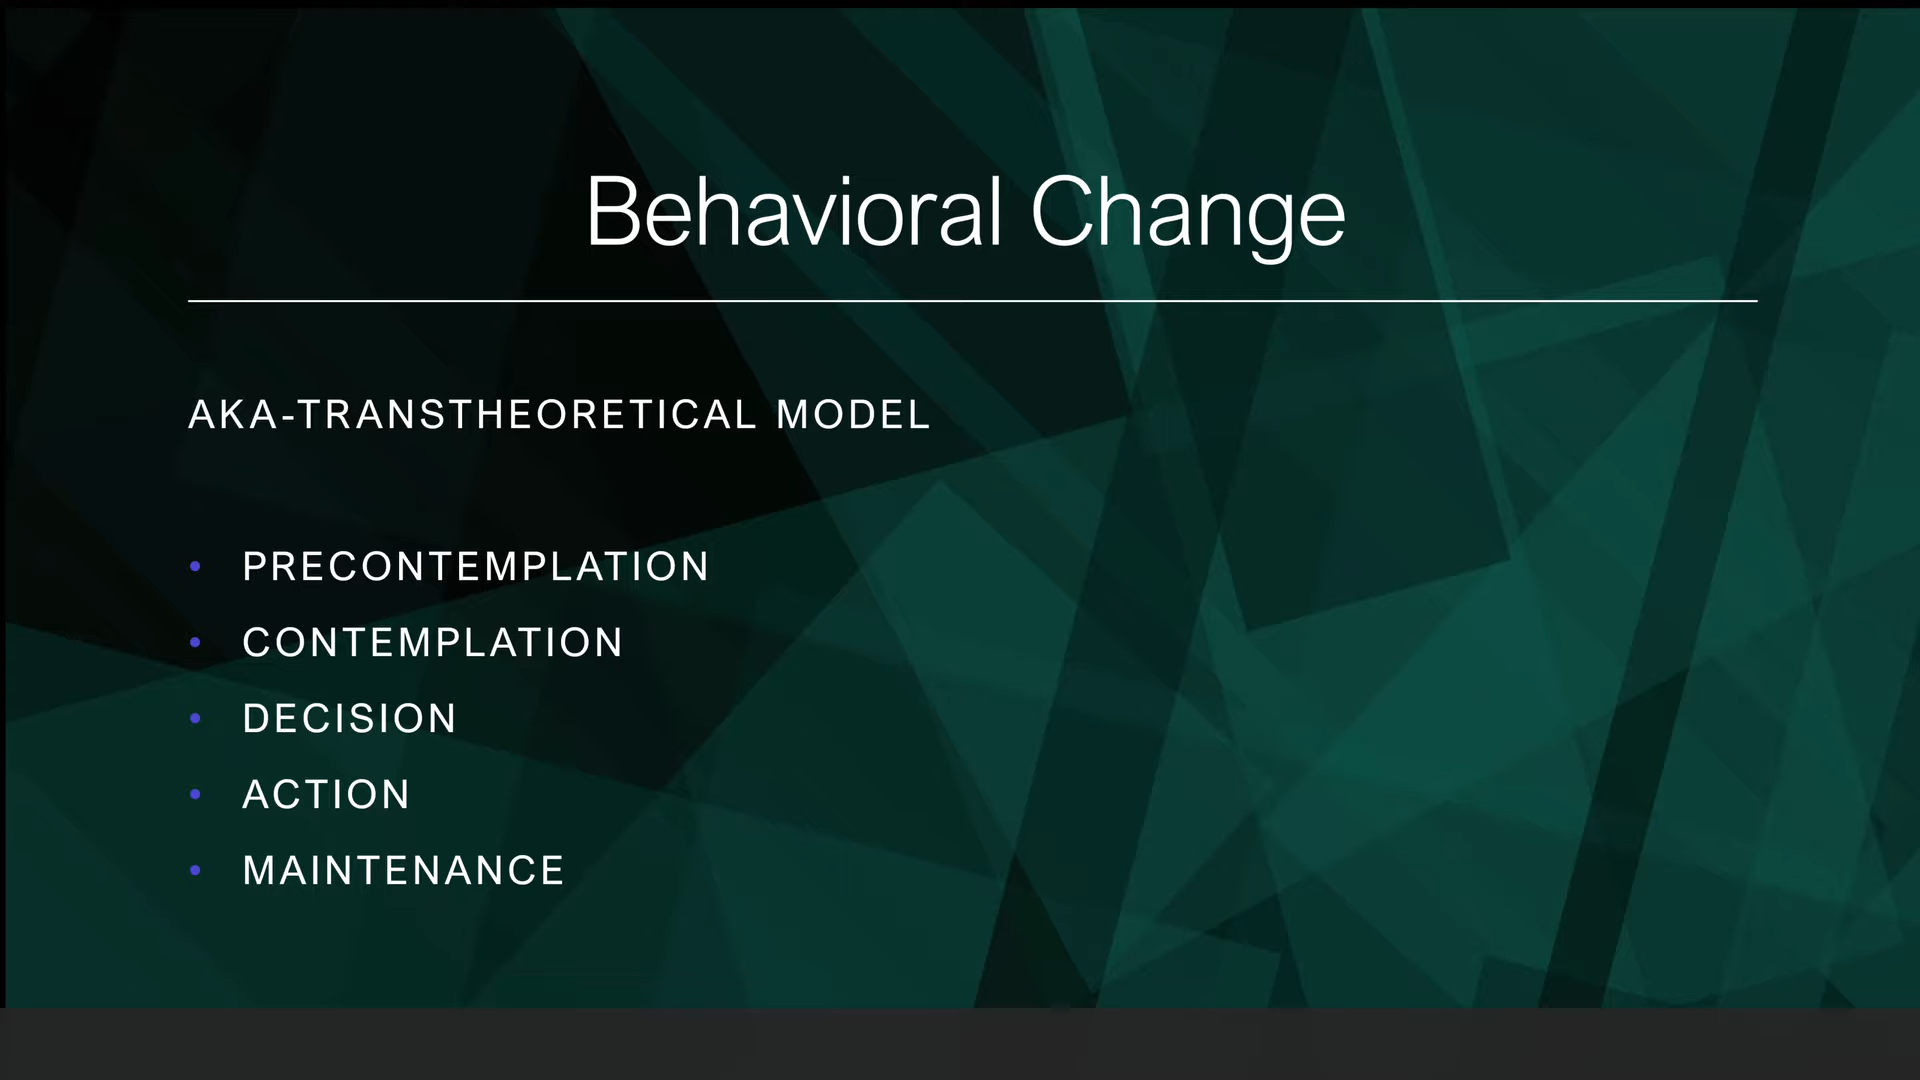 Behavioral Change
AKA-TRANSTHEORETICAL MODEL
• PRECONTEMPLATION
• CONTEMPLATION
• DECISION
• ACTION
• MAINTENANCE